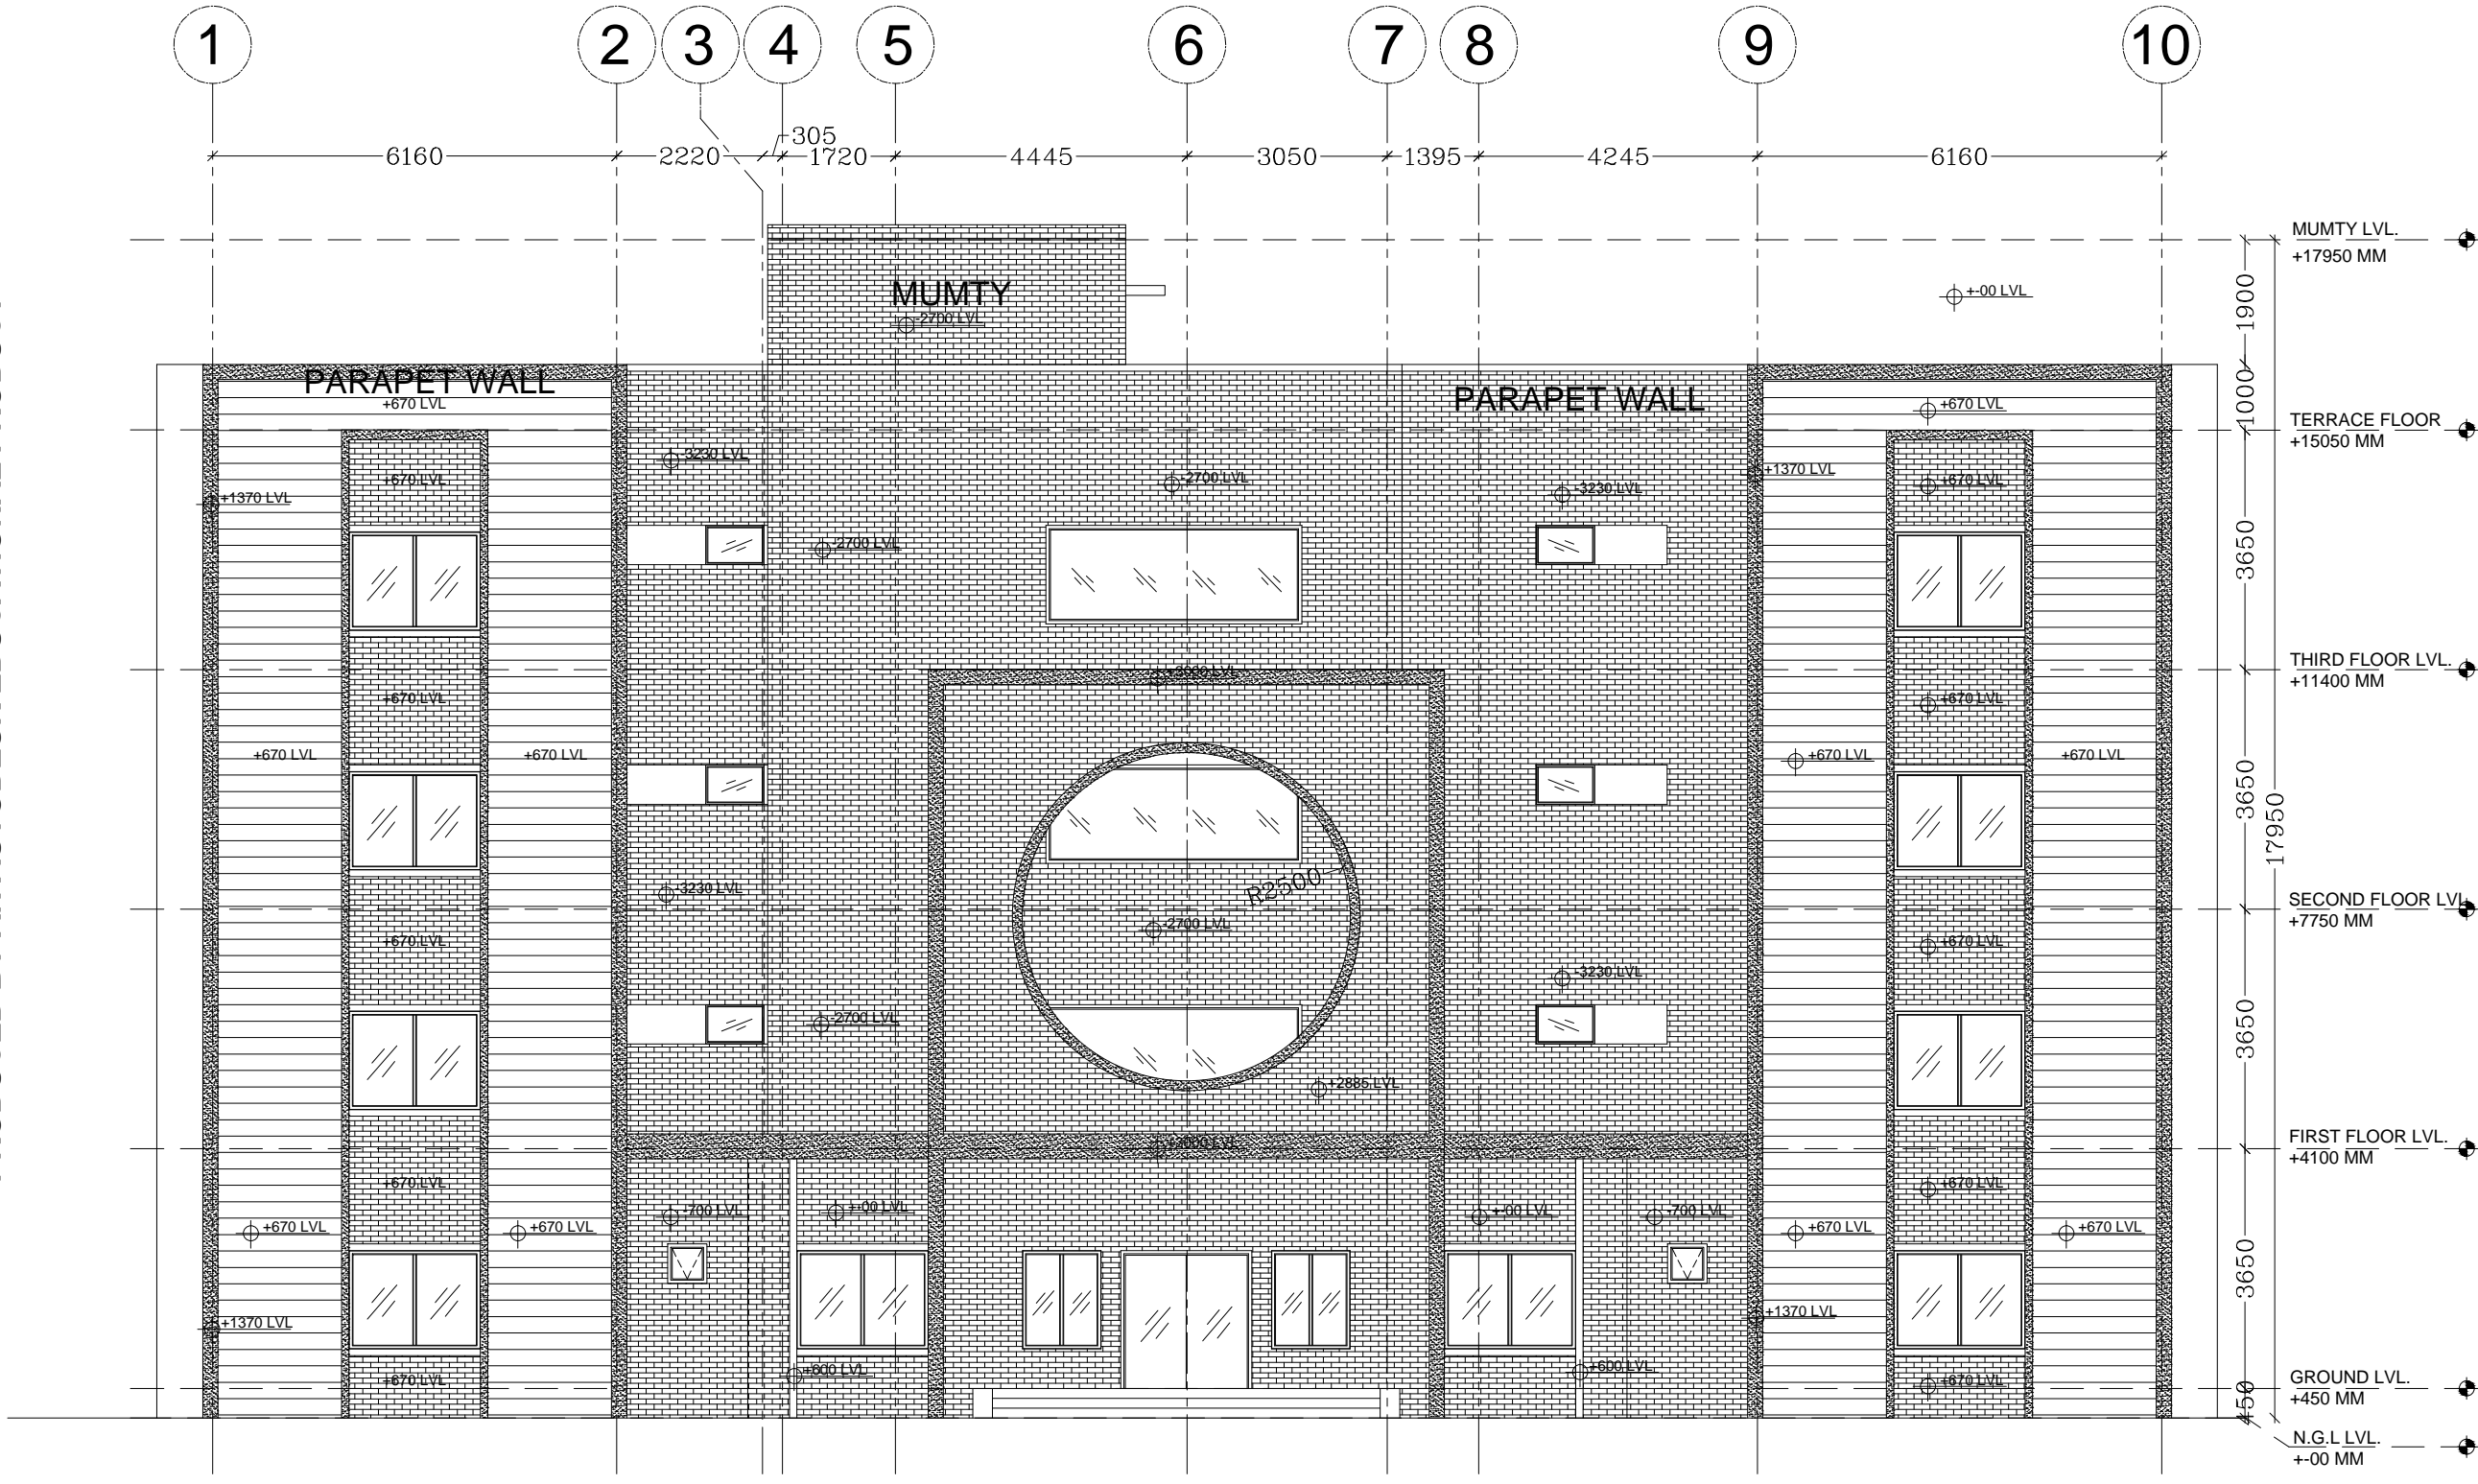 1 2 3 4 5 6 7 8 9 10
305
6160 2220 1720 4445 3050 1395 4245 6160
MUMTY LVL.
+17950 MM
+-00 LVL
1900
MUMTY
-2700 LVL
PARAPET WALL
+670 LVL
PARAPET WALL
+670 LVL
1000
TERRACE FLOOR
+15050 MM
-3230 LVL
+1370 LVL
+670 LVL
-2700 LVL
+670 LVL
-3230 LVL
+1370 LVL
-2700 LVL
3650
THIRD FLOOR LVL.
+11400 MM
+3000 LVL
+670 LVL
+670 LVL
+670 LVL
+670 LVL
+670 LVL
+670 LVL
3650
17950
R2500
-3230 LVL
SECOND FLOOR LVL
+7750 MM
-2700 LVL
+670 LVL
+670 LVL
-3230 LVL
-2700 LVL
3650
+2885 LVL
FIRST FLOOR LVL.
+4100 MM
+3000 LVL
+670 LVL
+670 LVL
-700 LVL
+-00 LVL
+-00 LVL
-700 LVL
+670 LVL
+670 LVL
+670 LVL
+670 LVL
3650
+1370 LVL
+1370 LVL
+600 LVL
+600 LVL
+670 LVL
+670 LVL
GROUND LVL.
+450 MM
450
N.G.L LVL.
+-00 MM